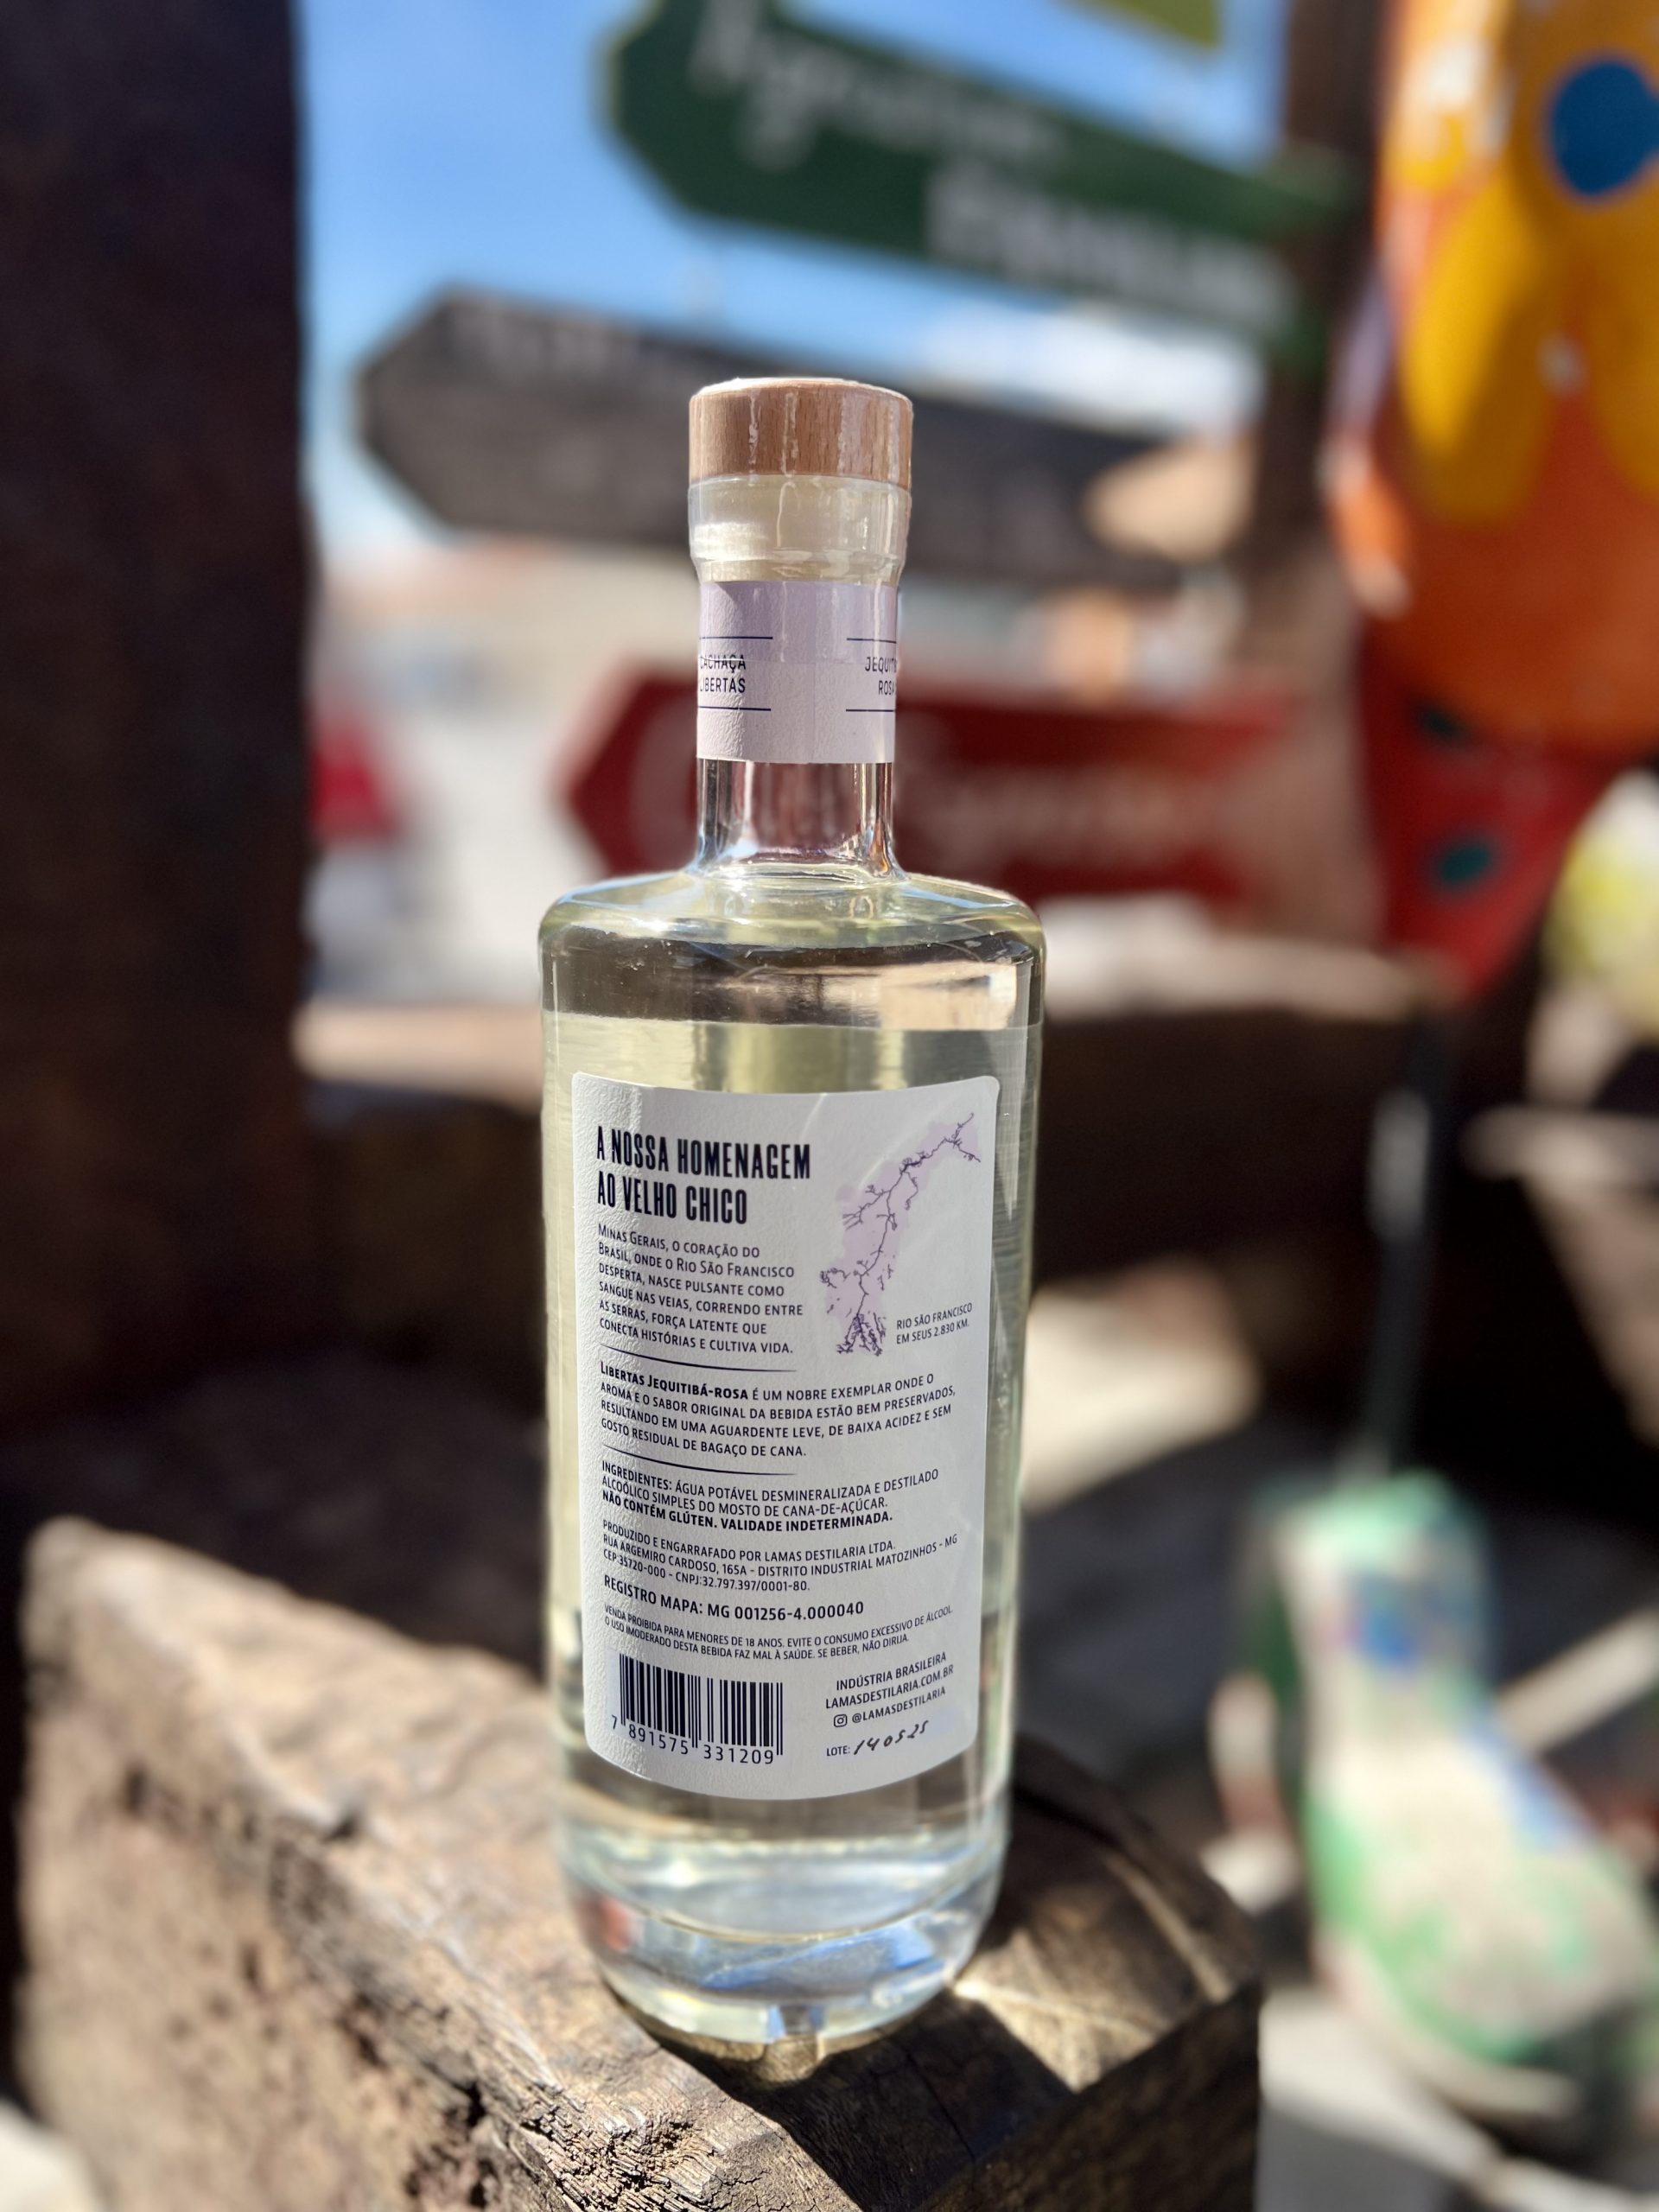 CACHAÇA
LIBERTAS
JEQUIT
ROSA
A NOSSA HOMENAGEM
AO VELHO CHICO
MINAS GERAIS, O CORAÇÃO DO
BRASIL, ONDE O RIO SÃO FRANCISCO
DESPERTA, NASCE PULSANTE COMO
SANGUE NAS VEIAS, CORRENDO ENTRE
AS SERRAS, FORÇA LATENTE QUE
CONECTA HISTÓRIAS E CULTIVA VIDA.
RIO SÃO FRANCISCO
EM SEUS 2.830 KM.
LIBERTAS JEQUITIBÁ-ROSA É UM NOBRE EXEMPLAR ONDE O
AROMA E O SABOR ORIGINAL DA BEBIDA ESTÃO BEM PRESERVADOS,
RESULTANDO EM UMA AGUARDENTE LEVE, DE BAIXA ACIDEZ E SEM
GOSTO RESIDUAL DE BAGAÇO DE CANA.
INGREDIENTES: ÁGUA POTÁVEL DESMINERALIZADA E DESTILADO
ALCOÓLICO SIMPLES DO MOSTO DE CANA-DE-AÇÚCAR.
NÃO CONTÉM GLÚTEN. VALIDADE INDETERMINADA.
PRODUZIDO E ENGARRAFADO POR LAMAS DESTILARIA LTDA.
RUA ARGEMIRO CARDOSO, 165A - DISTRITO INDUSTRIAL MATOZINHOS - MG
CEP:35720-000 - CNPJ:32.797.397/0001-80.
REGISTRO MAPA: MG 001256-4.000040
VENDA PROIBIDA PARA MENORES DE 18 ANOS. EVITE O CONSUMO EXCESSIVO DE ÁLCOOL.
O USO IMODERADO DESTA BEBIDA FAZ MAL À SAÚDE. SE BEBER, NÃO DIRIJA.
INDÚSTRIA BRASILEIRA
LAMASDESTILARIA.COM.BR
@LAMASDESTILARIA
LOTE: 140525
7 891575 331209